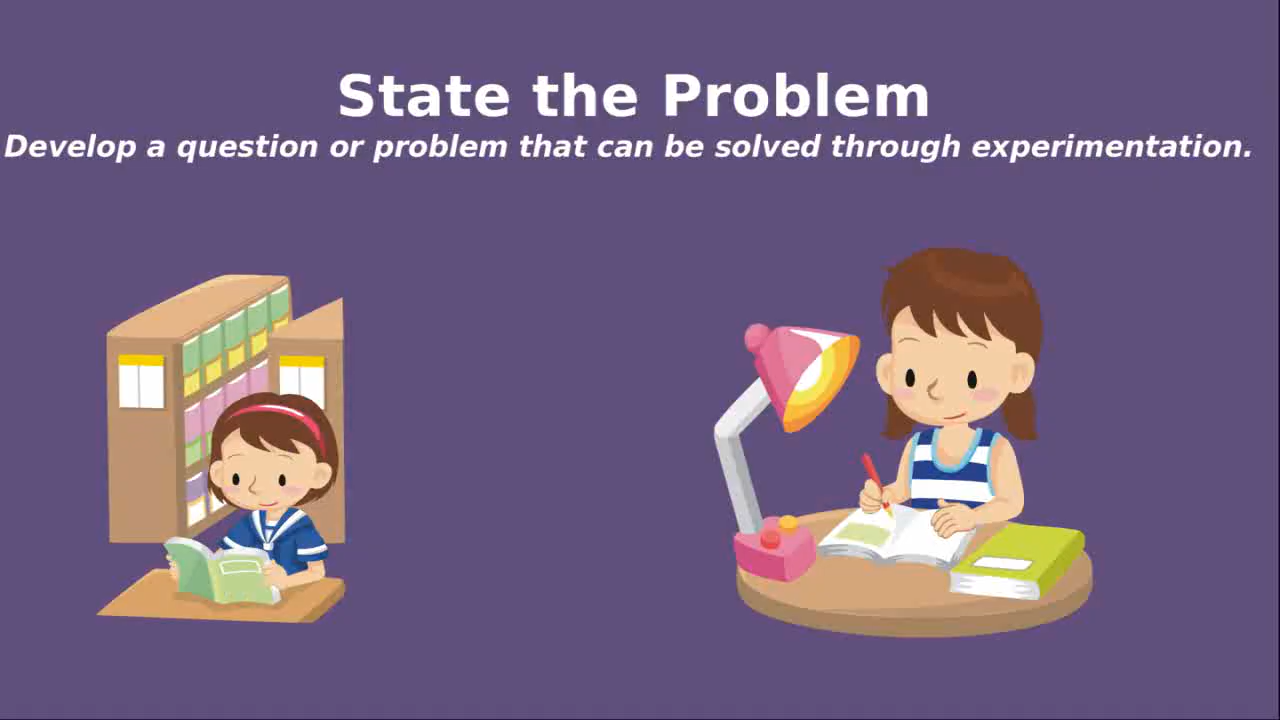 State the Problem
Develop a question or problem that can be solved through experimentation.